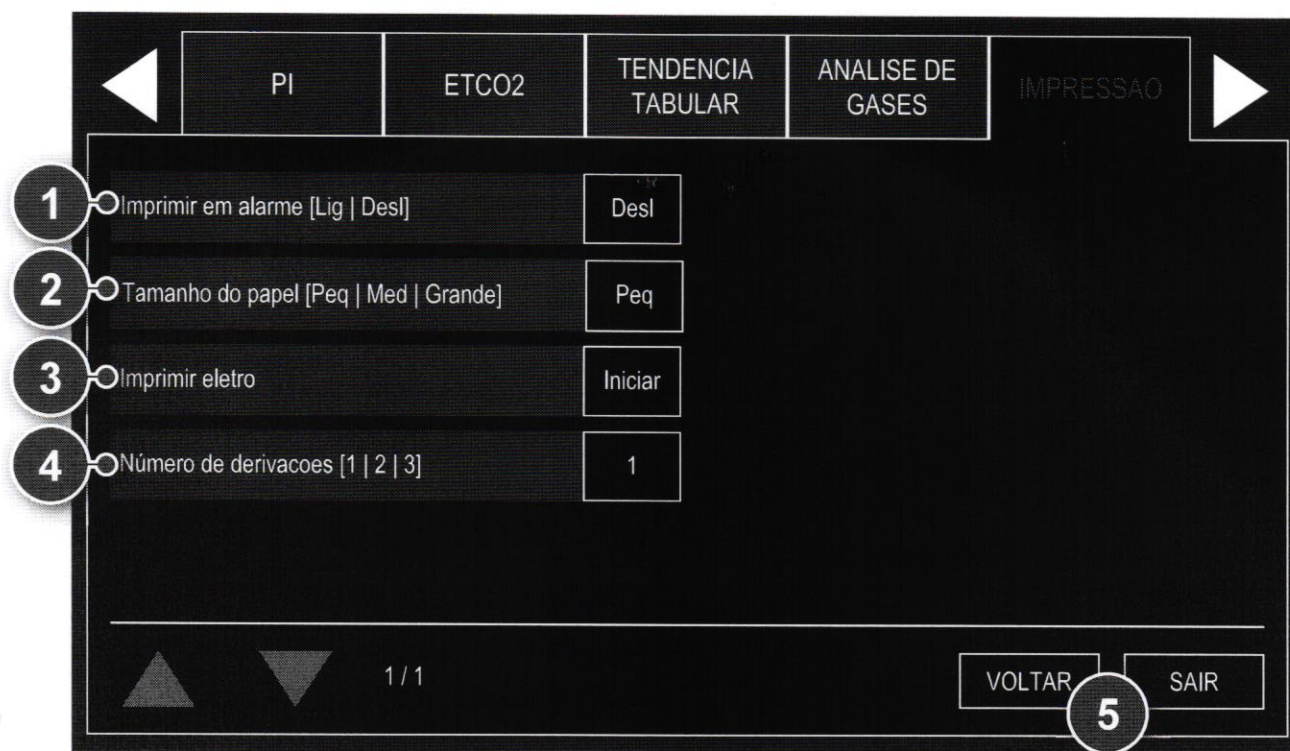 PI
ETCO2
TENDENCIA
TABULAR
ANALISE DE
GASES
IMPRESSAO
1
Imprimir em alarme [Lig | Desl]
Desl
2
Tamanho do papel [Peq | Med | Grande]
Peq
3
Imprimir eletro
Iniciar
4
Número de derivacoes [1 | 2 | 3]
1
1 / 1
VOLTAR
5
SAIR